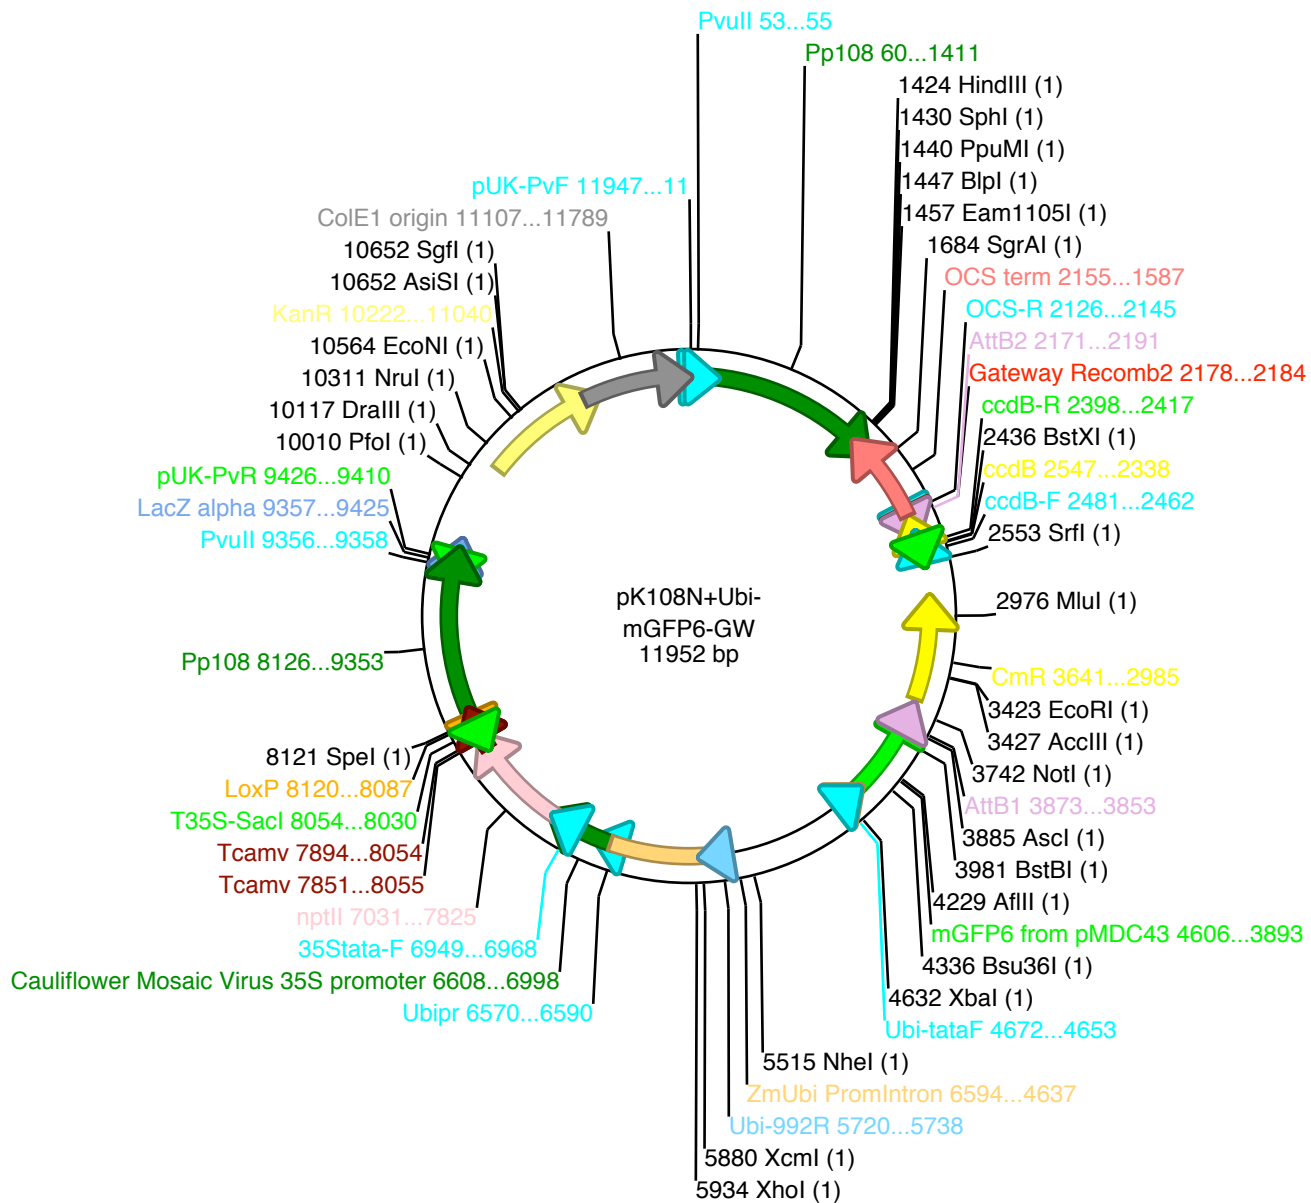 PvuII 53...55
Pp108 60...1411
1424 HindIII (1)
1430 SphI (1)
1440 PpuMI (1)
1447 BlpI (1)
1457 Eam1105I (1)
1684 SgrAI (1)
OCS term 2155...1587
OCS-R 2126...2145
AttB2 2171...2191
Gateway Recomb2 2178...2184
ccdB-R 2398...2417
2436 BstXI (1)
ccdB 2547...2338
ccdB-F 2481...2462
2553 SrfI (1)
2976 MluI (1)
CmR 3641...2985
3423 EcoRI (1)
3427 AccIII (1)
3742 NotI (1)
AttB1 3873...3853
3885 AscI (1)
3981 BstBI (1)
4229 AflII (1)
mGFP6 from pMDC43 4606...3893
4336 Bsu36I (1)
4632 XbaI (1)
Ubi-tataF 4672...4653
5515 NheI (1)
ZmUbi PromIntron 6594...4637
Ubi-992R 5720...5738
5880 XcmI (1)
5934 XhoI (1)
Ubipr 6570...6590
Cauliflower Mosaic Virus 35S promoter 6608...6998
35Stata-F 6949...6968
nptII 7031...7825
Tcamv 7851...8055
Tcamv 7894...8054
T35S-SacI 8054...8030
LoxP 8120...8087
8121 SpeI (1)
Pp108 8126...9353
PvuII 9356...9358
LacZ alpha 9357...9425
pUK-PvR 9426...9410
10010 PfoI (1)
10117 DraIII (1)
10311 NruI (1)
10564 EcoNI (1)
KanR 10222...11040
10652 AsiSI (1)
10652 SgfI (1)
ColE1 origin 11107...11789
pUK-PvF 11947...11
pK108N+Ubi-
mGFP6-GW
11952 bp